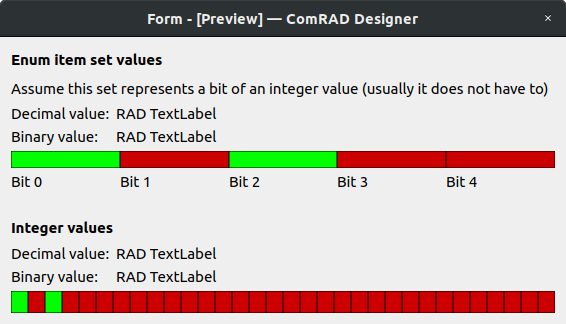 Form - [Preview] — ComRAD Designer ×
Enum item set values
Assume this set represents a bit of an integer value (usually it does not have to)
Decimal value: RAD TextLabel
Binary value: RAD TextLabel
Bit 0 Bit 1 Bit 2 Bit 3 Bit 4
Integer values
Decimal value: RAD TextLabel
Binary value: RAD TextLabel